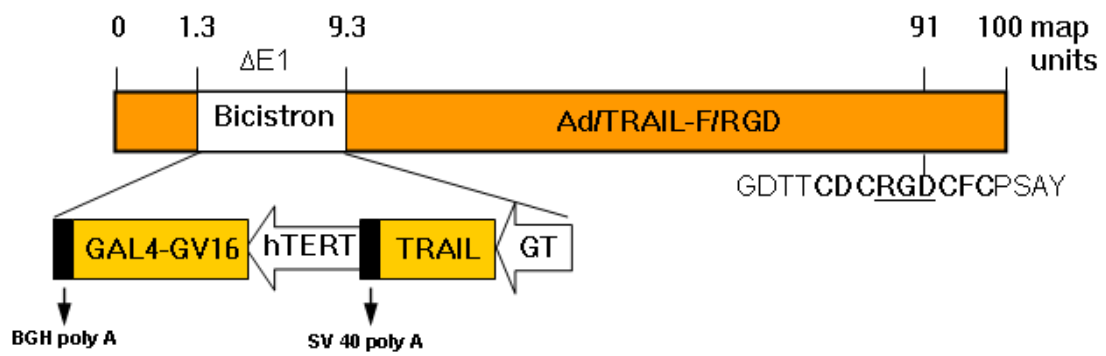 0 1.3 9.3 91 100 map
units
ΔE1
Bicistron Ad/TRAIL-F/RGD
GDTTCDCRGDCFCPSAY
GAL4-GV16 hTERT TRAIL GT
BGH poly A SV 40 poly A